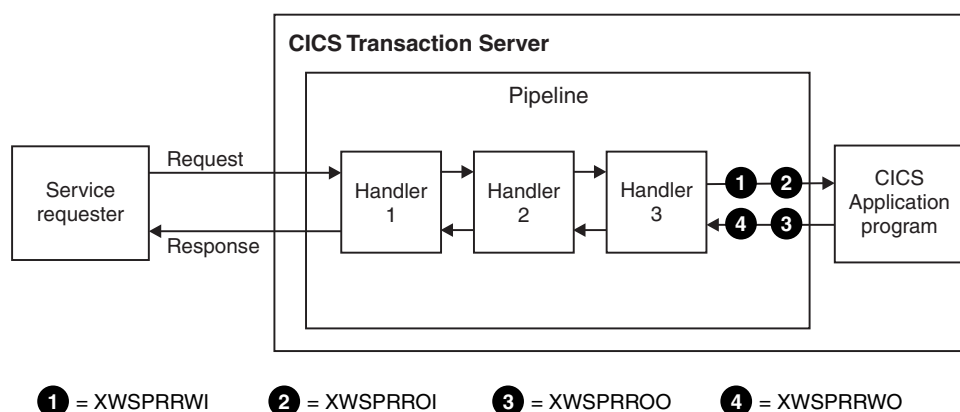 CICS Transaction Server
Pipeline
Request
Service
requester
Response
Handler
1
Handler
2
Handler
3
1
2
4
3
CICS
Application
program
1 = XWSPRRWI
2 = XWSPRROI
3 = XWSPRROO
4 = XWSPRRWO